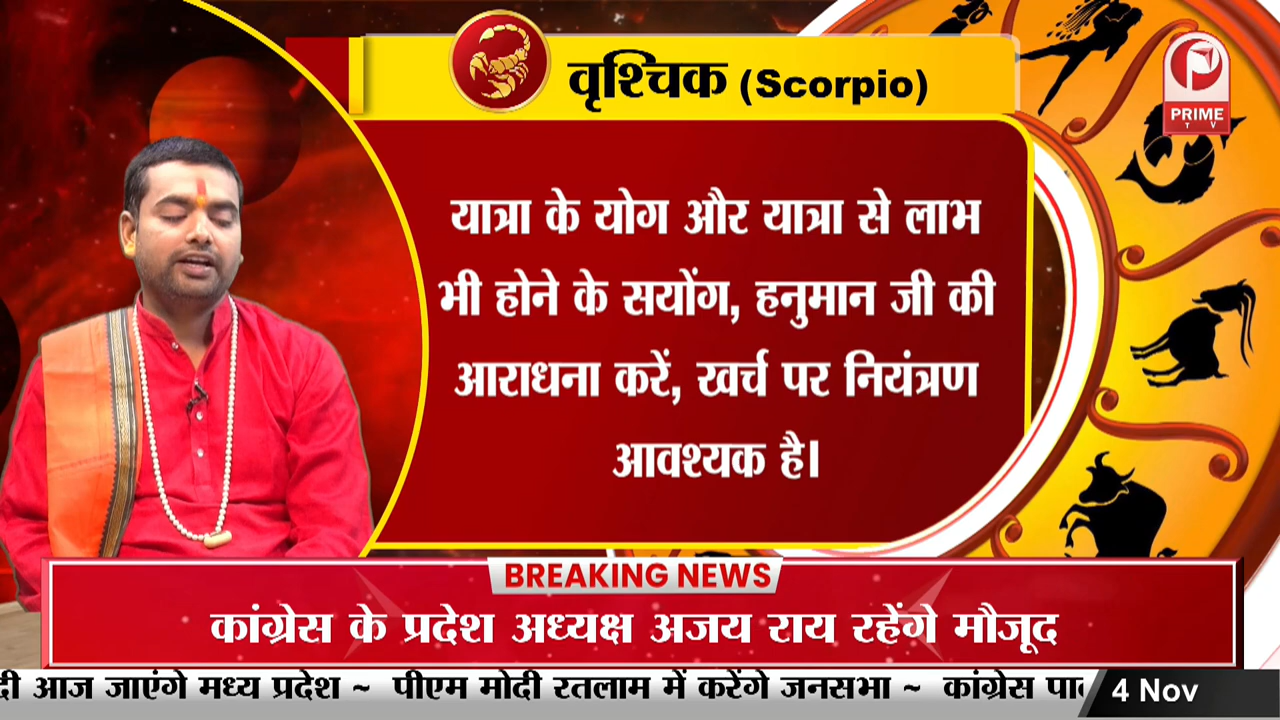 वृश्चिक (Scorpio)
PRIME
TV
यात्रा के योग और यात्रा से लाभ
भी होने के सयोंग, हनुमान जी की
आराधना करें, खर्च पर नियंत्रण
आवश्यक है।
BREAKING NEWS
कांग्रेस के प्रदेश अध्यक्ष अजय राय रहेंगे मौजूद
आज जाएंगे मध्य प्रदेश ~ पीएम मोदी रतलाम में करेंगे जनसभा ~ कांग्रेस
4 Nov